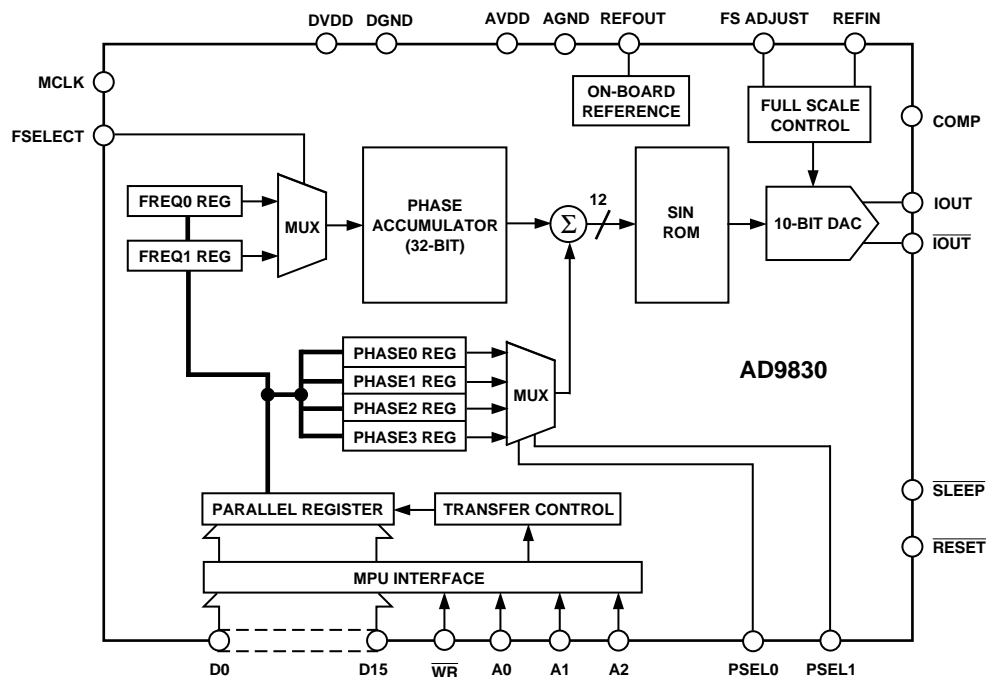 DVDD DGND AVDD AGND REFOUT FS ADJUST REFIN
MCLK
ON-BOARD
REFERENCE
FULL SCALE
CONTROL
COMP
FSELECT
12
FREQ0 REG
MUX
PHASE
ACCUMULATOR
(32-BIT)
Σ
SIN
ROM
10-BIT DAC
IOUT
FREQ1 REG
IOUT
PHASE0 REG
PHASE1 REG
PHASE2 REG
PHASE3 REG
MUX
AD9830
SLEEP
PARALLEL REGISTER
TRANSFER CONTROL
RESET
MPU INTERFACE
D0 D15 WR A0 A1 A2 PSEL0 PSEL1